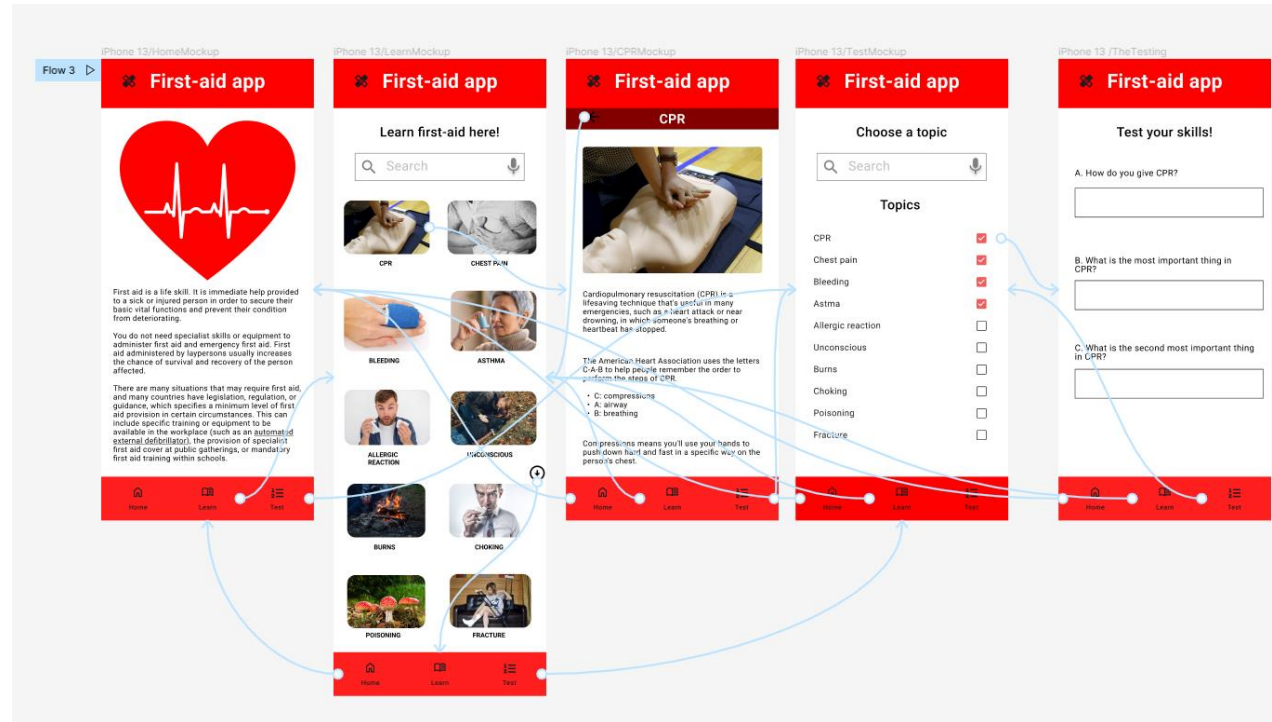 Flow 3
iPhone 13/HomeMockup
First-aid app
First aid is a life skill. It is immediate help provided
to a sick or injured person in order to secure their
basic vital functions and prevent their condition
from deteriorating.
You do not need specialist skills or equipment to
administer first aid and emergency first aid. First
aid administered by laypersons usually increases
the chance of survival and recovery of the person
affected.
There are many situations that may require first aid,
and many countries have legislation, regulation, or
guidance, which specifies a minimum level of first
aid provision in certain circumstances. This can
include specific training or equipment to be
available in the workplace (such as an automated
external defibrillator), the provision of specialist
first aid cover at public gatherings, or mandatory
first aid training within schools.
Home Learn Test
iPhone 13/LearnMockup
First-aid app
Learn first-aid here!
Search
CPR CHEST PAIN
BLEEDING ASTHMA
ALLERGIC
REACTION
UNCONSCIOUS
BURNS CHOKING
POISONING FRACTURE
Home Learn Test
iPhone 13/CPRMockup
First-aid app
CPR
Cardiopulmonary resuscitation (CPR) is a
lifesaving technique that's useful in many
emergencies, such as a heart attack or near
drowning, in which someone's breathing or
heartbeat has stopped.
The American Heart Association uses the letters
C-A-B to help people remember the order to
perform the steps of CPR.
• C: compressions
• A: airway
• B: breathing
Compressions means you'll use your hands to
push down hard and fast in a specific way on the
person's chest.
Home Learn Test
iPhone 13/TestMockup
First-aid app
Choose a topic
Search
Topics
CPR
Chest pain
Bleeding
Astma
Allergic reaction
Unconscious
Burns
Choking
Poisoning
Fracture
Home Learn Test
iPhone 13 /TheTesting
First-aid app
Test your skills!
A. How do you give CPR?
B. What is the most important thing in
CPR?
C. What is the second most important thing
in CPR?
Home Learn Test